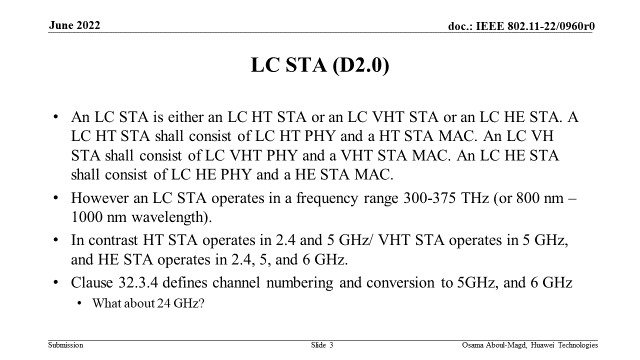 June 2022
doc.: IEEE 802.11-22/0960r0
LC STA (D2.0)
• An LC STA is either an LC HT STA or an LC VHT STA or an LC HE STA. A
LC HT STA shall consist of LC HT PHY and a HT STA MAC. An LC VH
STA shall consist of LC VHT PHY and a VHT STA MAC. An LC HE STA
shall consist of LC HE PHY and a HE STA MAC.
• However an LC STA operates in a frequency range 300-375 THz (or 800 nm –
1000 nm wavelength).
• In contrast HT STA operates in 2.4 and 5 GHz/ VHT STA operates in 5 GHz,
and HE STA operates in 2.4, 5, and 6 GHz.
• Clause 32.3.4 defines channel numbering and conversion to 5GHz, and 6 GHz
• What about 24 GHz?
Submission
Slide 3
Osama Aboul-Magd, Huawei Technologies